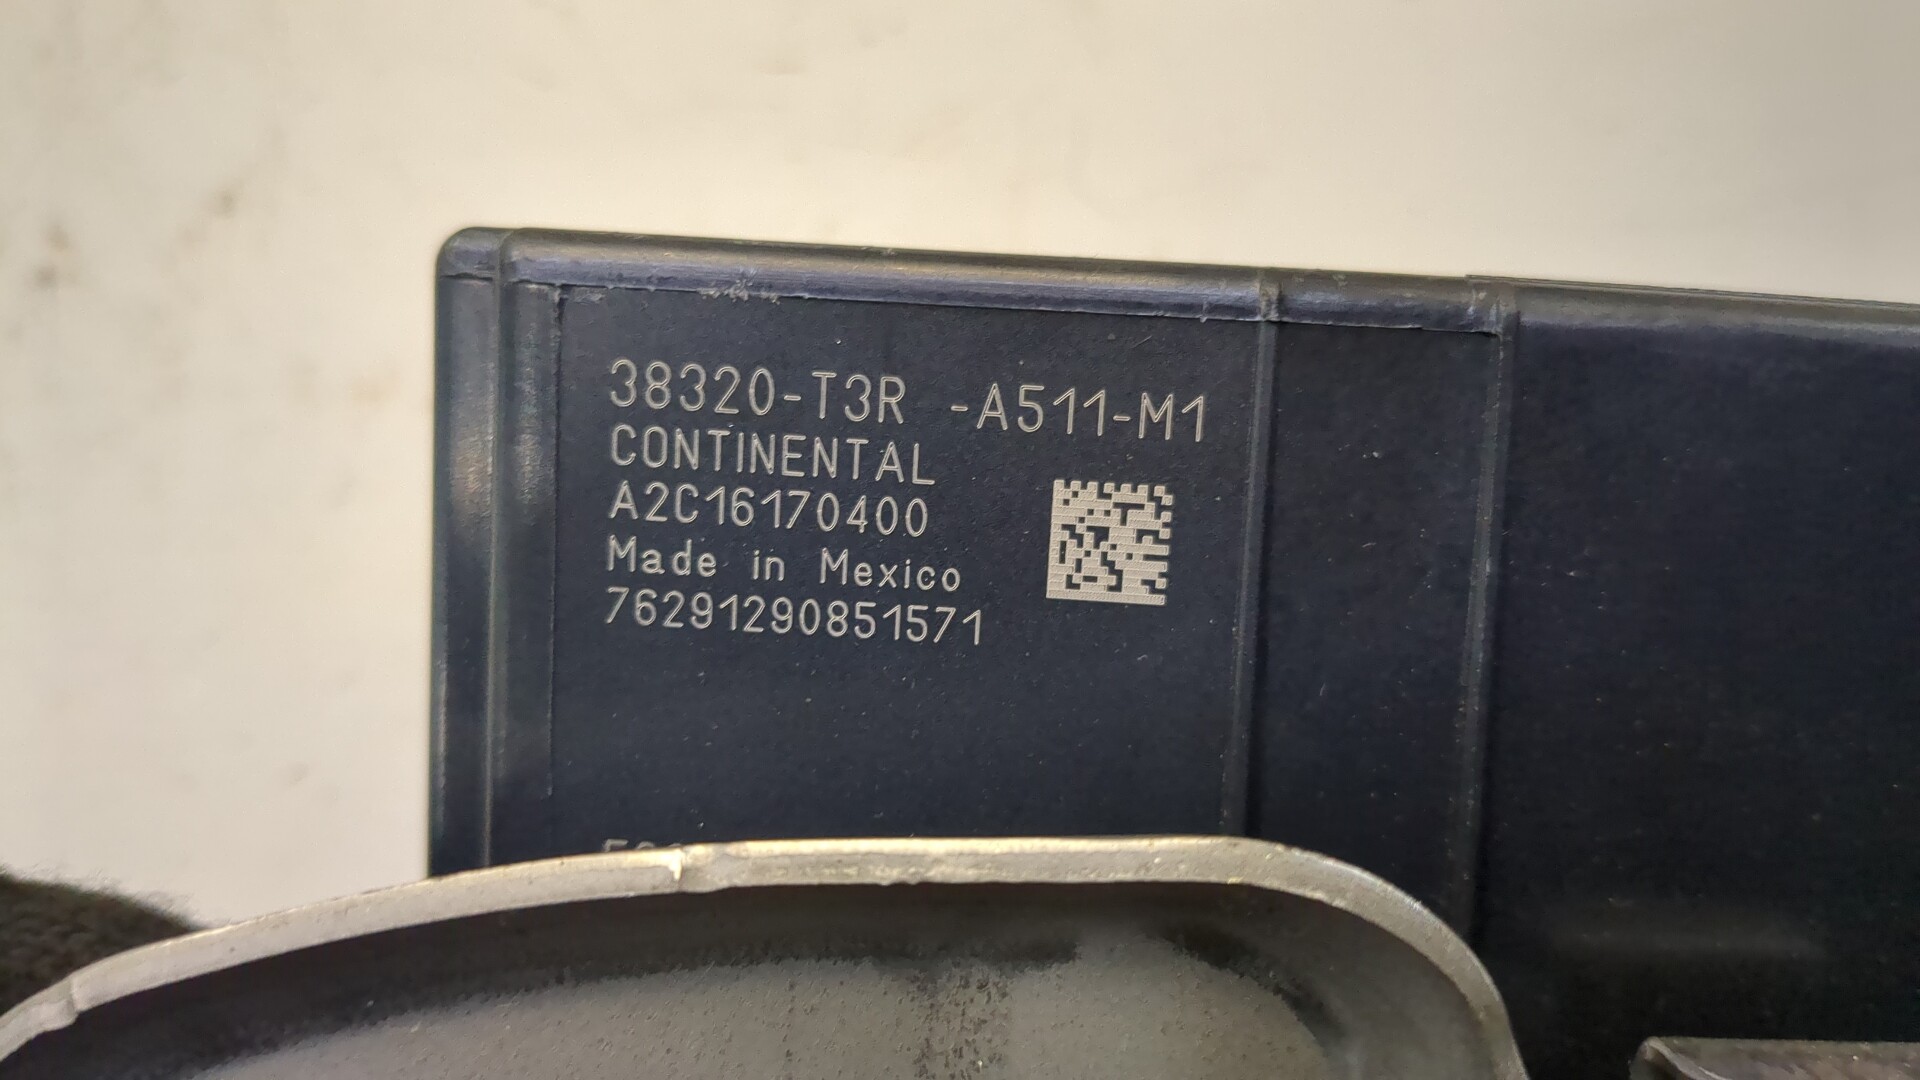 38320-T3R -A511-M1
CONTINENTAL
A2C16170400
Made in Mexico
76291290851571